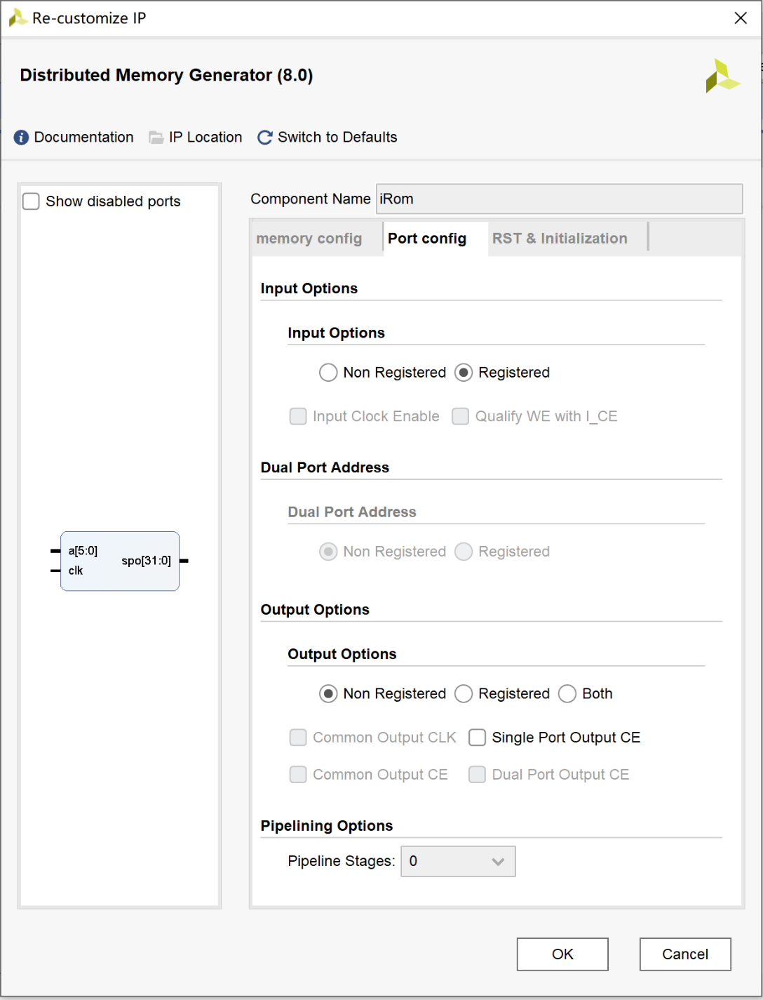 Re-customize IP
Distributed Memory Generator (8.0)
Documentation IP Location Switch to Defaults
Show disabled ports
a[5:0]
clk
spo[31:0]
Component Name iRom
memory config Port config RST & Initialization
Input Options
Input Options
Non Registered Registered
Input Clock Enable Qualify WE with I_CE
Dual Port Address
Dual Port Address
Non Registered Registered
Output Options
Output Options
Non Registered Registered Both
Common Output CLK Single Port Output CE
Common Output CE Dual Port Output CE
Pipelining Options
Pipeline Stages: 0
OK Cancel